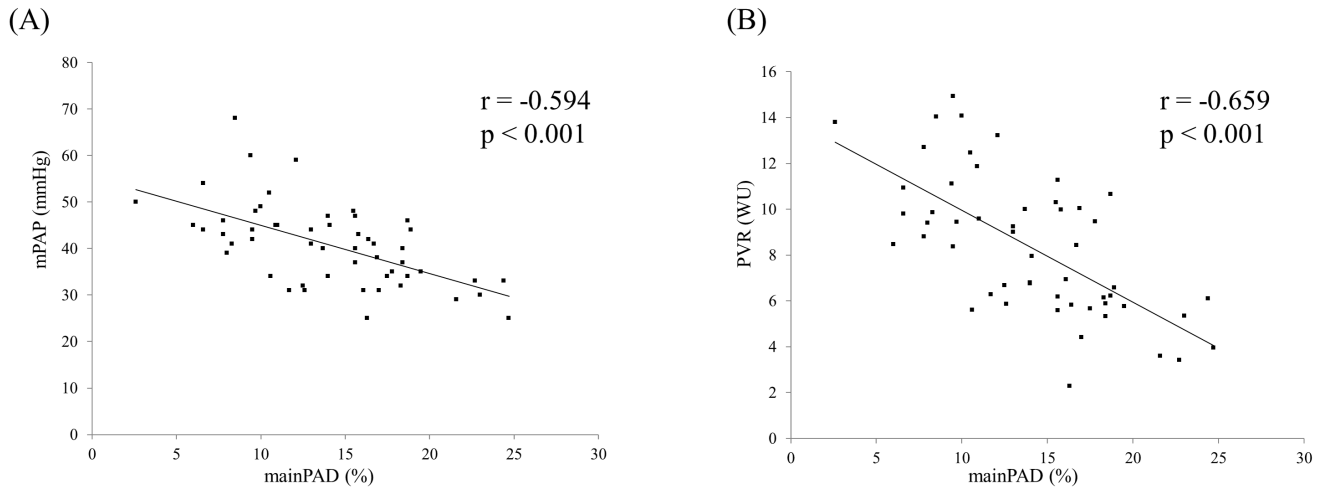 (A)
80
70
60
50
40
30
20
10
0
mPAP (mmHg)
r = -0.594
p < 0.001
0 5 10 15 20 25 30
mainPAD (%)
(B)
16
14
12
10
8
6
4
2
0
PVR (WU)
r = -0.659
p < 0.001
0 5 10 15 20 25 30
mainPAD (%)